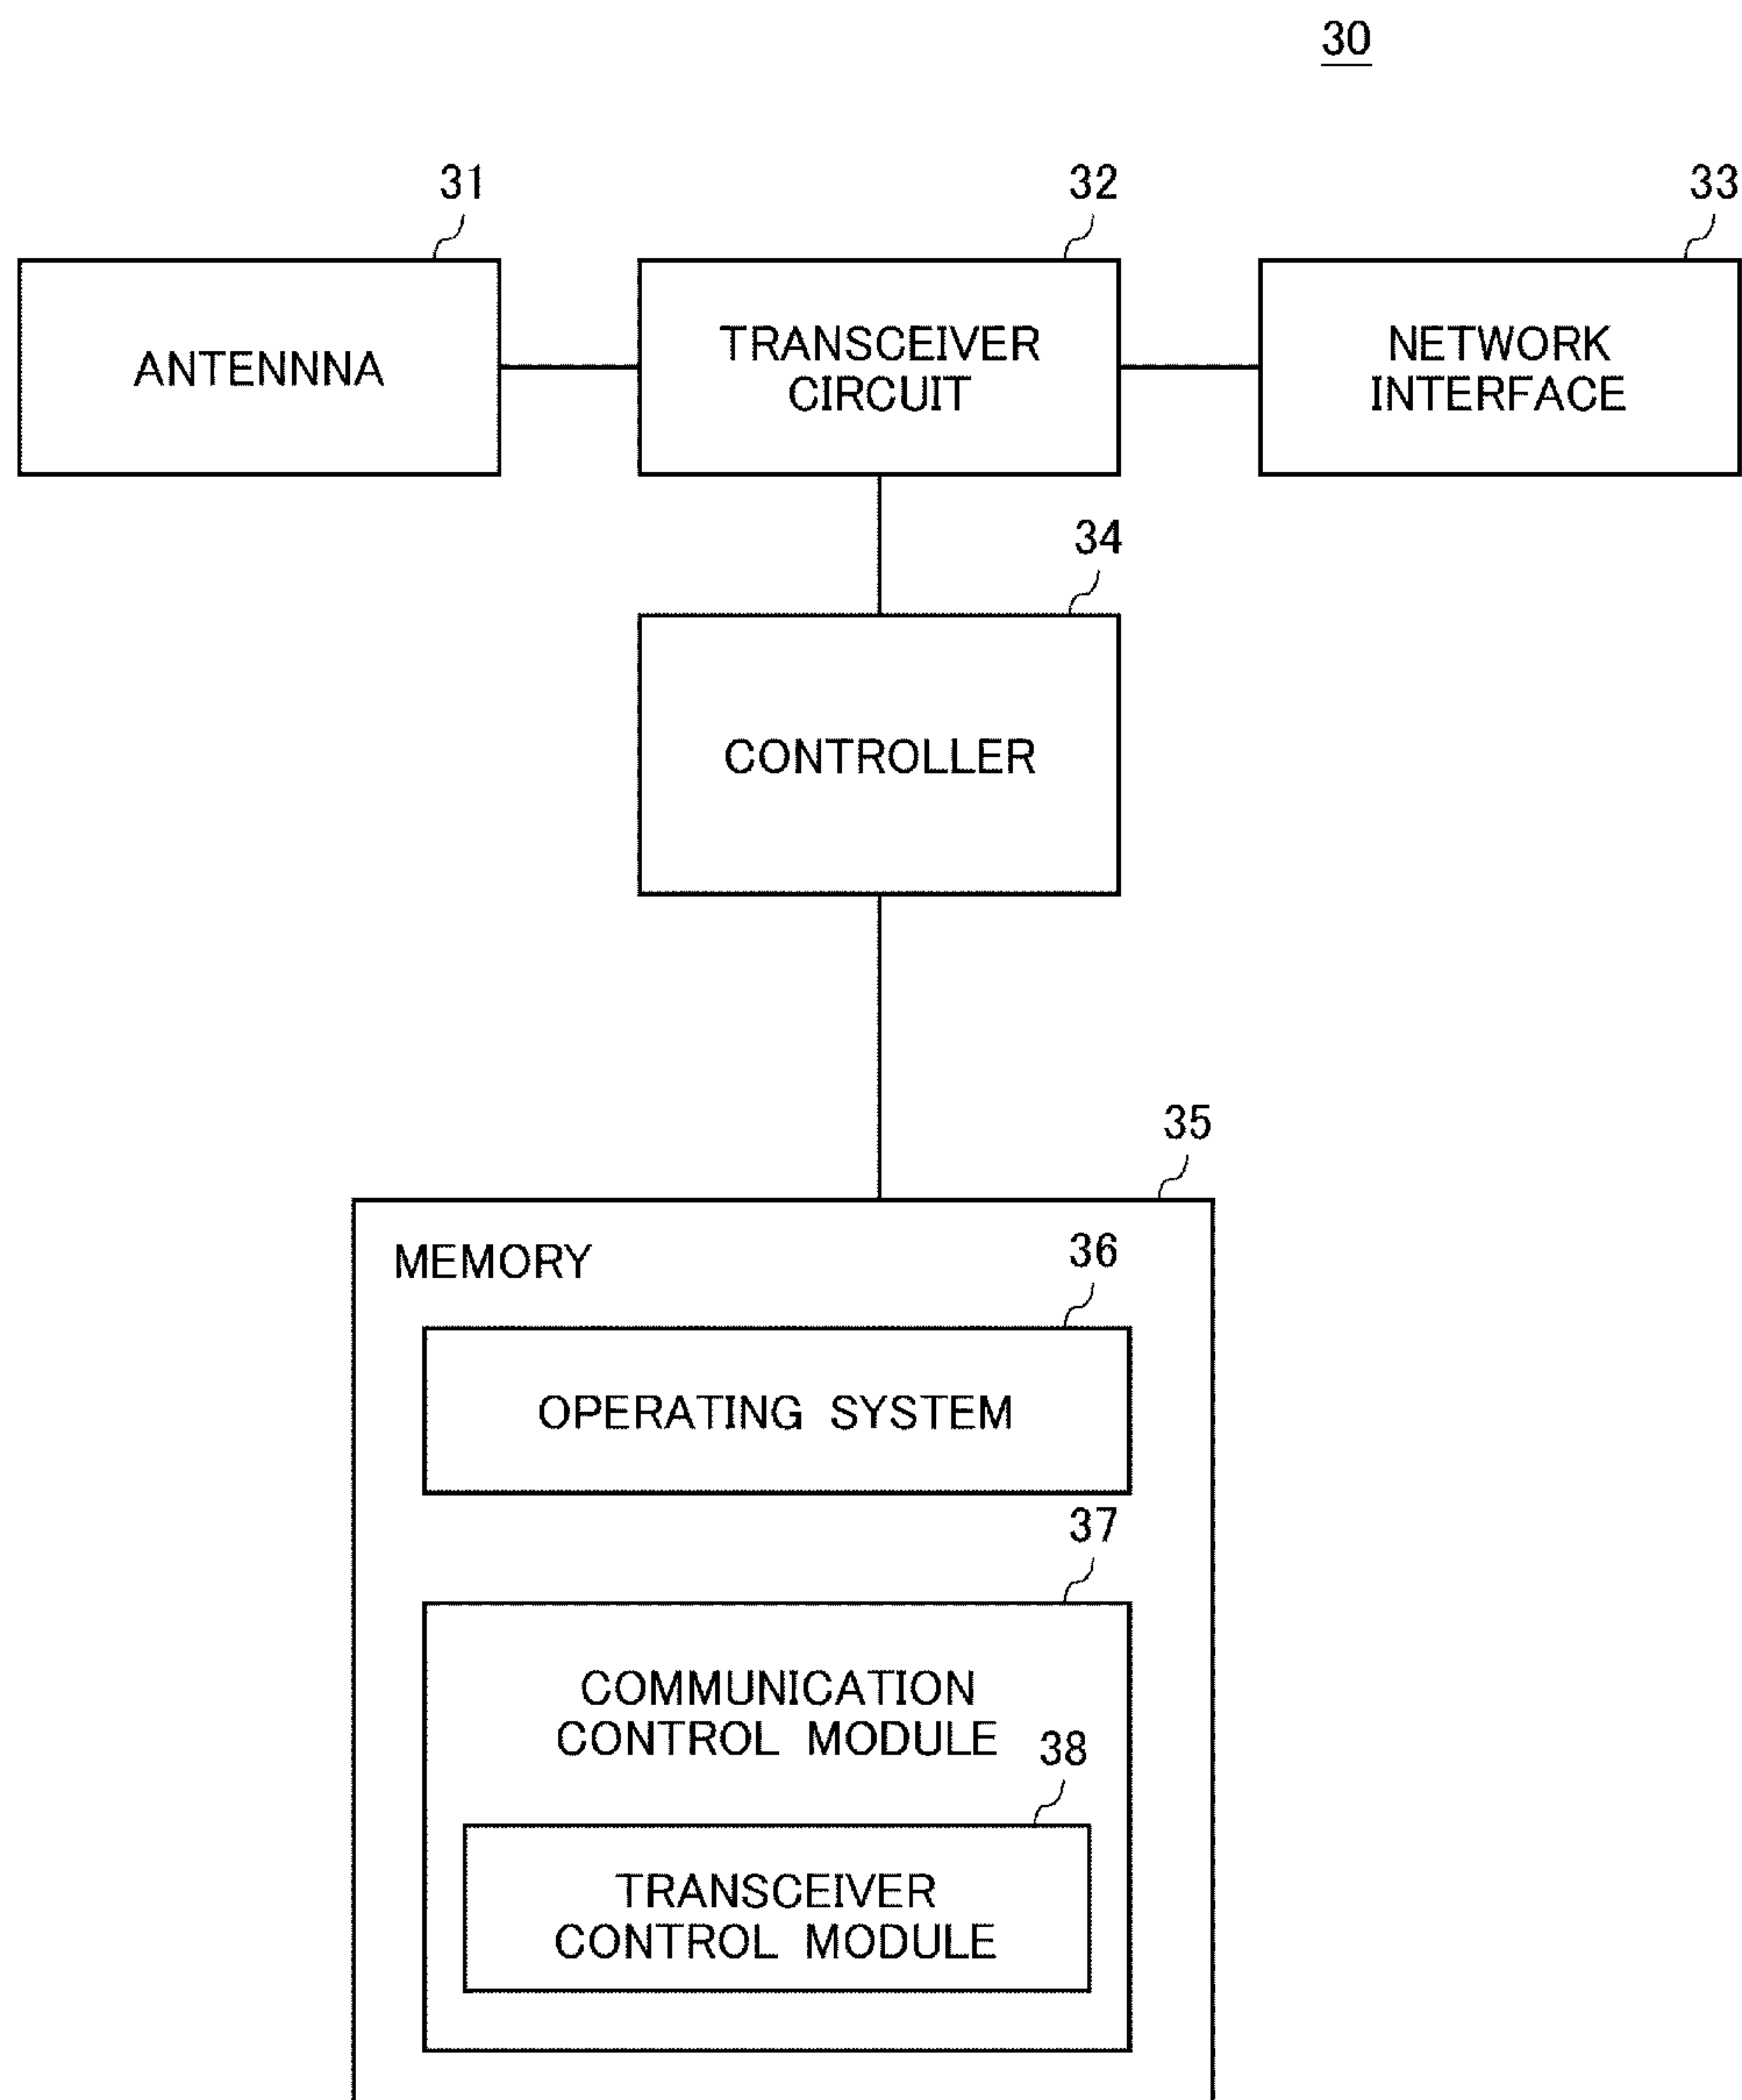 30
31
32
33
ANTENNNA
TRANSCEIVER
CIRCUIT
NETWORK
INTERFACE
34
CONTROLLER
35
MEMORY
36
OPERATING SYSTEM
37
COMMUNICATION
CONTROL MODULE
38
TRANSCEIVER
CONTROL MODULE